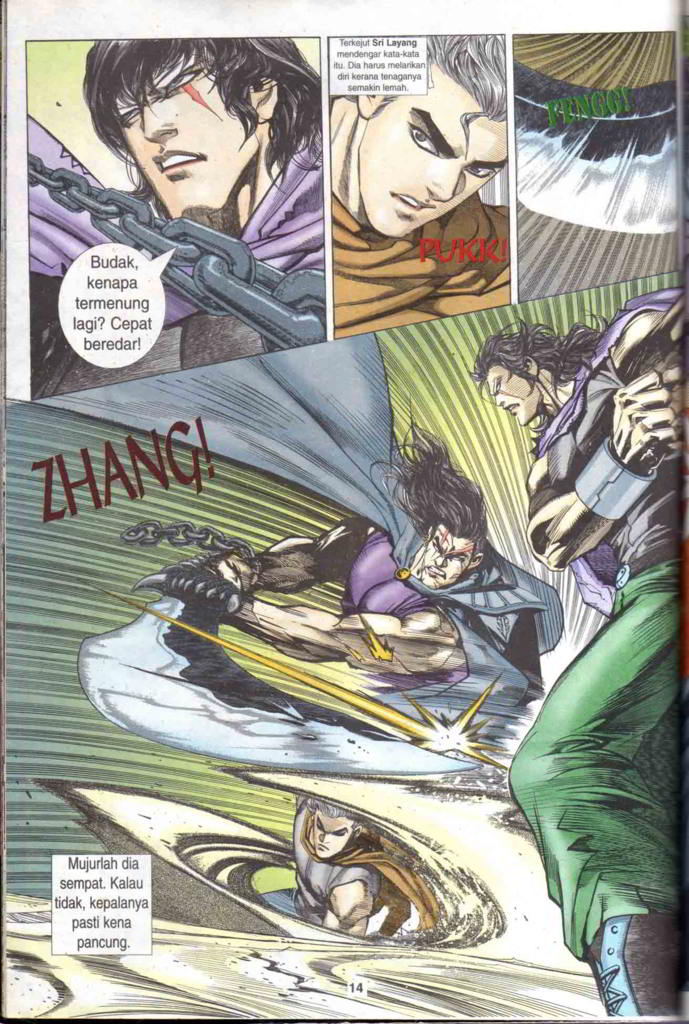 Budak,
kenapa
termenung
lagi? Cepat
beredar!
Terkejut Sri Layang
mendengar kata-kata
itu. Dia harus melarikan
diri kerana tenaganya
semakin lemah.
PUKK!
FENGG!
ZHANG!
Mujurlah dia
sempat. Kalau
tidak, kepalanya
pasti kena
pancung.
14